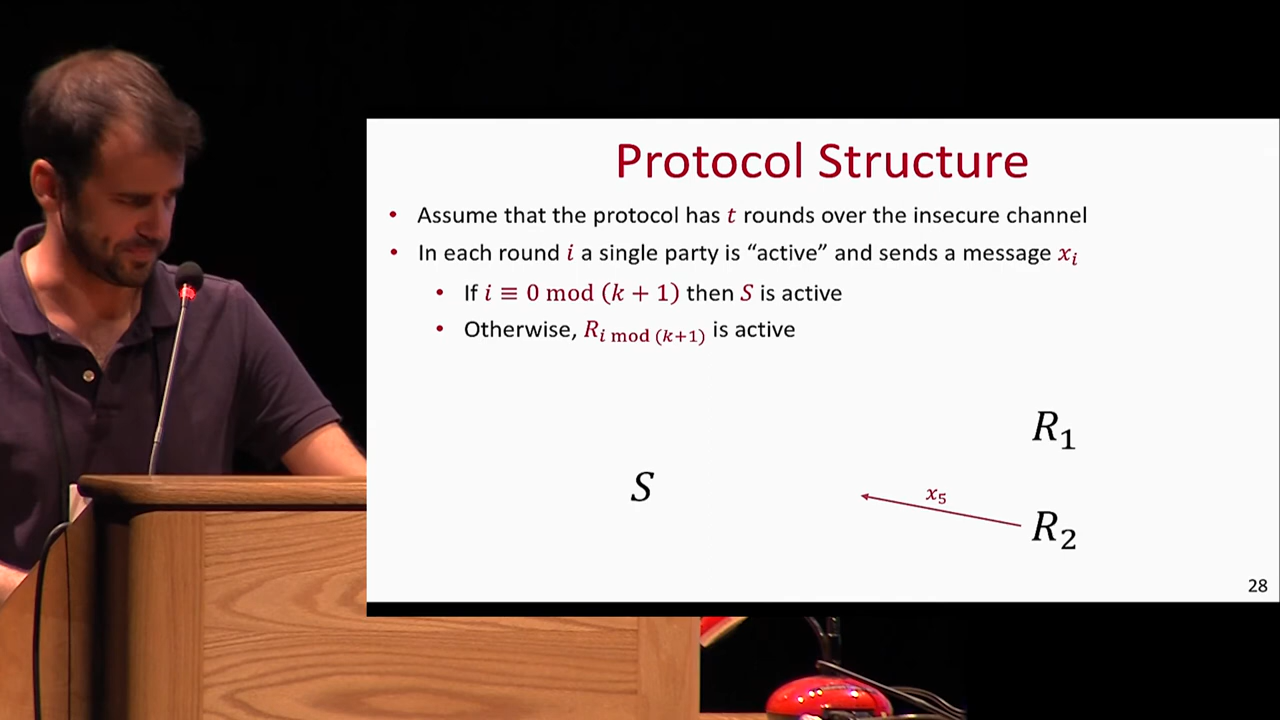 Protocol Structure
• Assume that the protocol has t rounds over the insecure channel
• In each round i a single party is “active” and sends a message xᵢ
• If i ≡ 0 mod (k + 1) then S is active
• Otherwise, R_{i mod (k+1)} is active
R₁
S
x₅
R₂
28